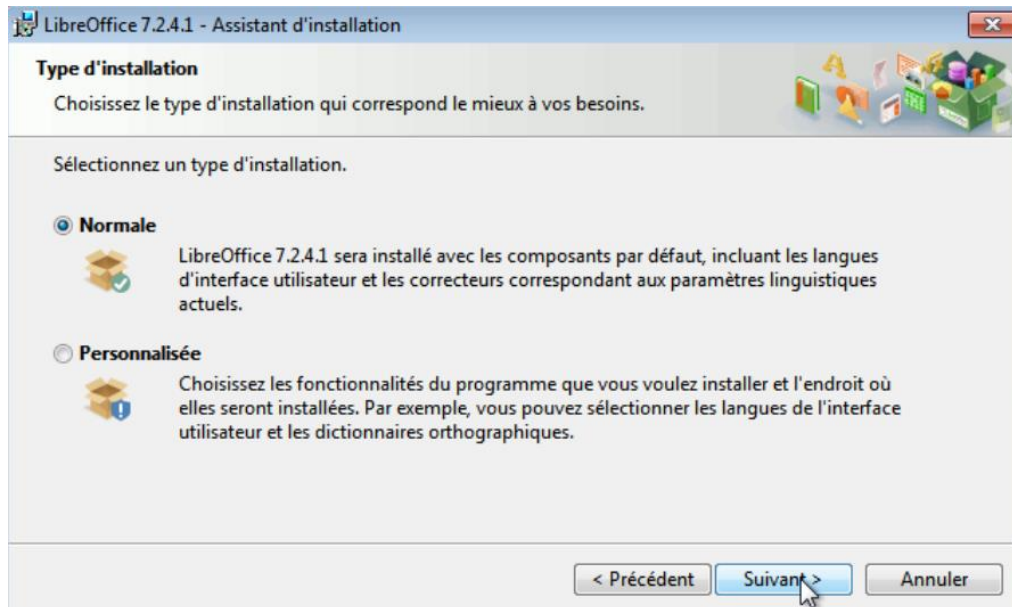 LibreOffice 7.2.4.1 - Assistant d'installation
Type d'installation
Choisissez le type d'installation qui correspond le mieux à vos besoins.
Sélectionnez un type d'installation.
Normale
LibreOffice 7.2.4.1 sera installé avec les composants par défaut, incluant les langues
d'interface utilisateur et les correcteurs correspondant aux paramètres linguistiques
actuels.
Personnalisée
Choisissez les fonctionnalités du programme que vous voulez installer et l'endroit où
elles seront installées. Par exemple, vous pouvez sélectionner les langues de l'interface
utilisateur et les dictionnaires orthographiques.
< Précédent Suivant > Annuler